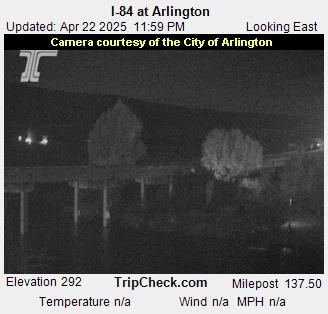 I-84 at Arlington
Updated: Apr 22 2025 11:59 PM Looking East
Camera courtesy of the City of Arlington
Elevation 292 TripCheck.com Milepost 137.50
Temperature n/a Wind n/a MPH n/a